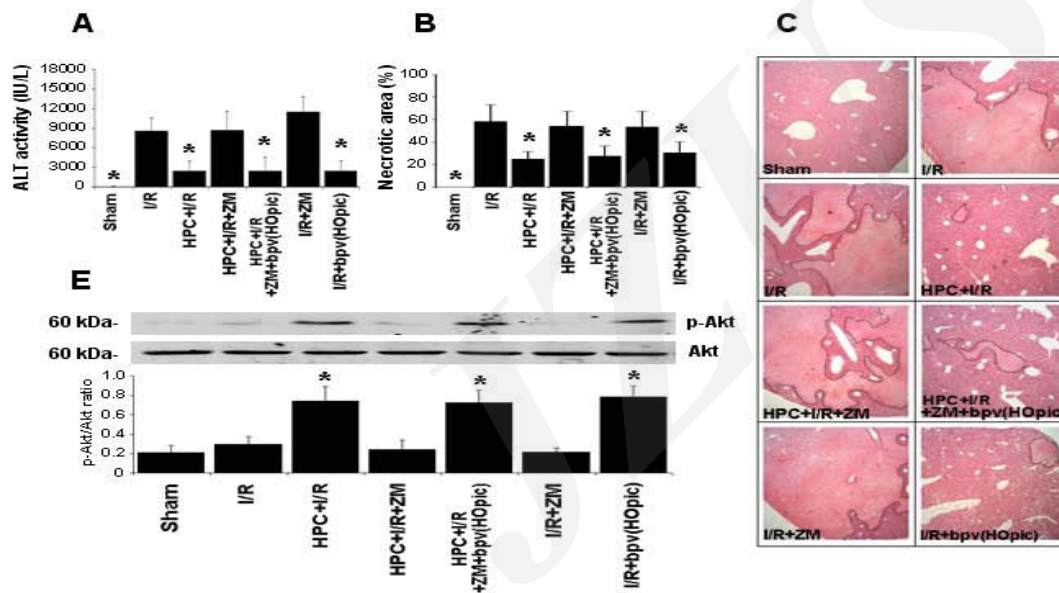 A
ALT activity (IU/L)
18000
15000
12000
9000
6000
3000
0
*
*
*
*
Sham
I/R
HPC+I/R
HPC+I/R+ZM
HPC+I/R
+ZM+bpv(HOpic)
I/R+ZM
I/R+bpv(HOpic)
B
Necrotic area (%)
100
80
60
40
20
0
*
*
*
*
Sham
I/R
HPC+I/R
HPC+I/R+ZM
HPC+I/R
+ZM+bpv(HOpic)
I/R+ZM
I/R+bpv(HOpic)
C
Sham
I/R
I/R
HPC+I/R
HPC+I/R+ZM
HPC+I/R
+ZM+bpv(HOpic)
I/R+ZM
I/R+bpv(HOpic)
E
60 kDa-
p-Akt
60 kDa-
Akt
p-Akt/Akt ratio
1.0
0.8
0.6
0.4
0.2
0
*
*
*
Sham
I/R
HPC+I/R
HPC+I/R+ZM
HPC+I/R
+ZM+bpv(HOpic)
I/R+ZM
I/R+bpv(HOpic)